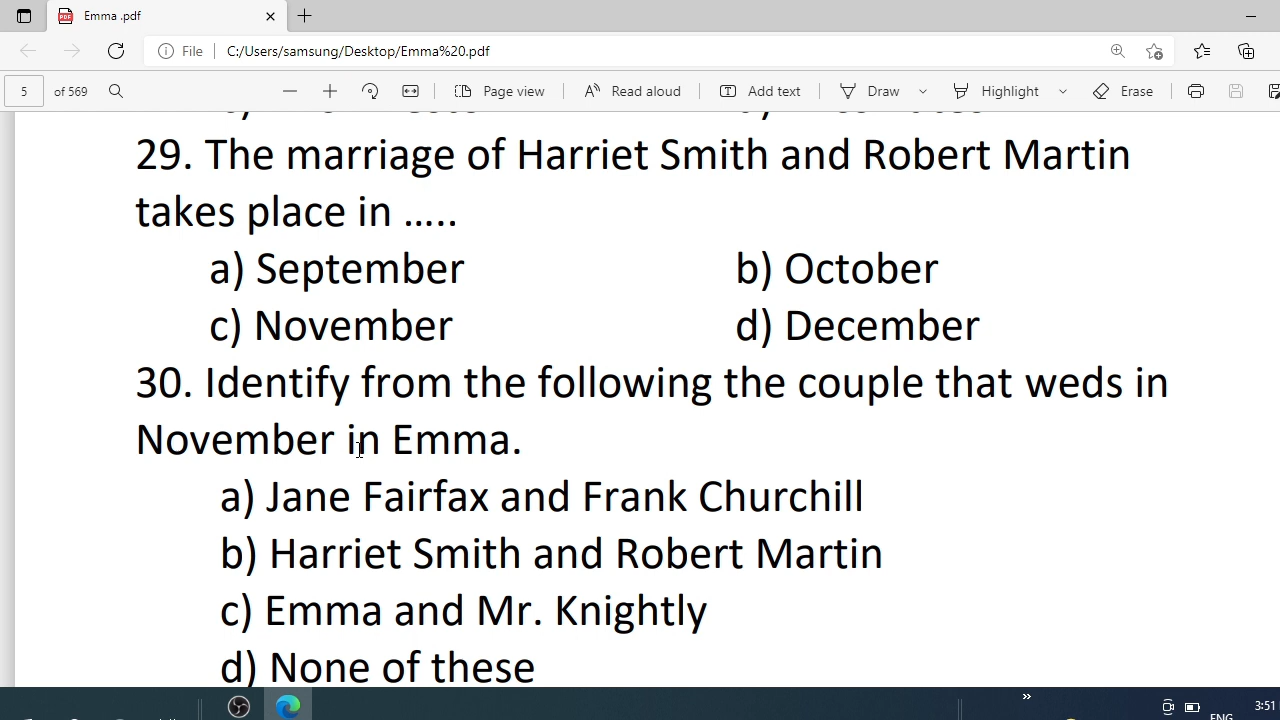 Emma .pdf
File C:/Users/samsung/Desktop/Emma%20.pdf
5 of 569 Page view Read aloud Add text Draw Highlight Erase
29. The marriage of Harriet Smith and Robert Martin
takes place in .....
a) September b) October
c) November d) December
30. Identify from the following the couple that weds in
November in Emma.
a) Jane Fairfax and Frank Churchill
b) Harriet Smith and Robert Martin
c) Emma and Mr. Knightly
d) None of these
ENG 3:51